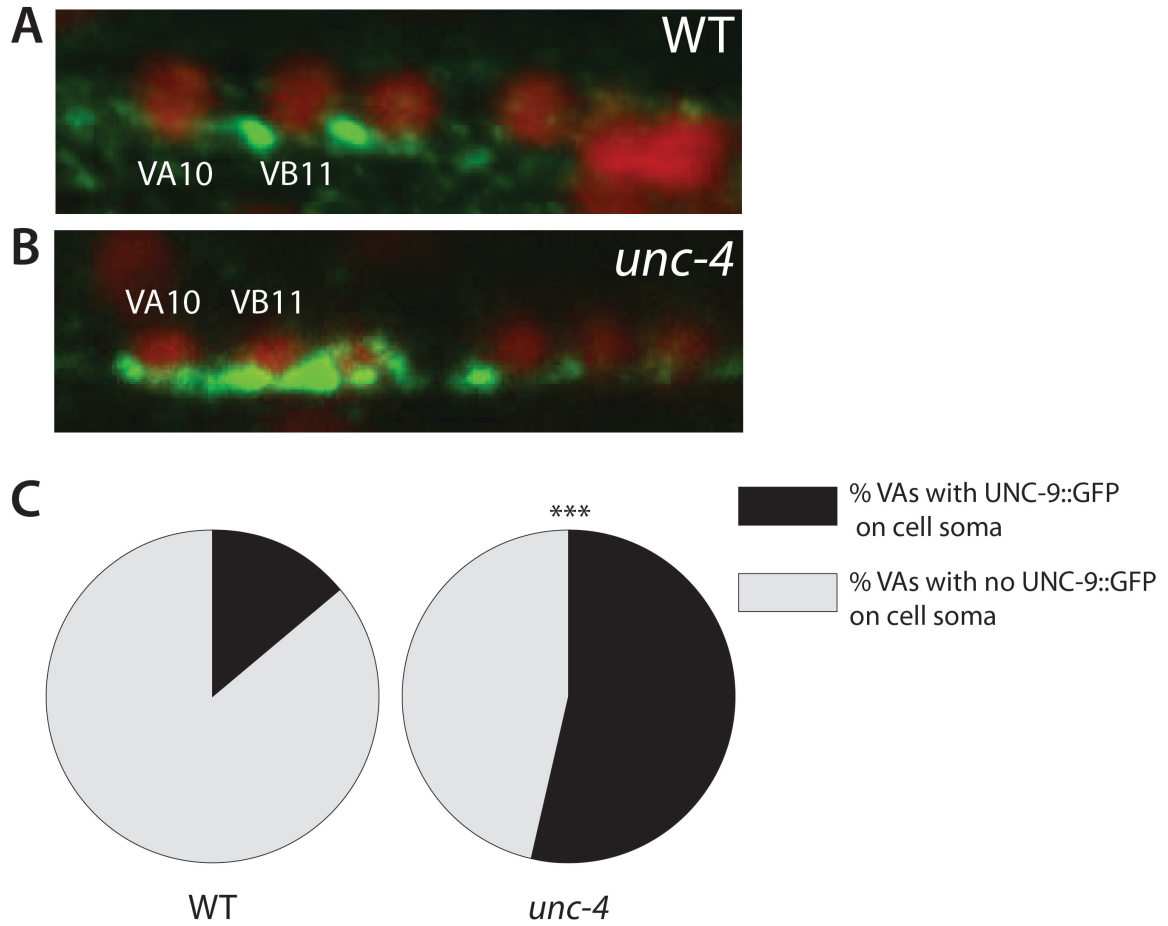 A
WT
VA10 VB11
B
unc-4
VA10 VB11
C
***
% VAs with UNC-9::GFP
on cell soma
% VAs with no UNC-9::GFP
on cell soma
WT
unc-4